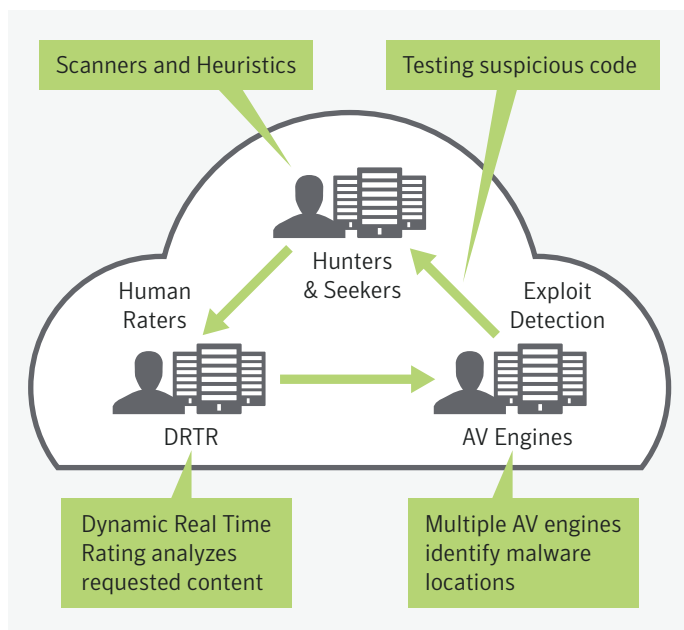 Scanners and Heuristics
Testing suspicious code
Hunters
& Seekers
Human
Raters
Exploit
Detection
DRTR
AV Engines
Dynamic Real Time
Rating analyzes
requested content
Multiple AV engines
identify malware
locations